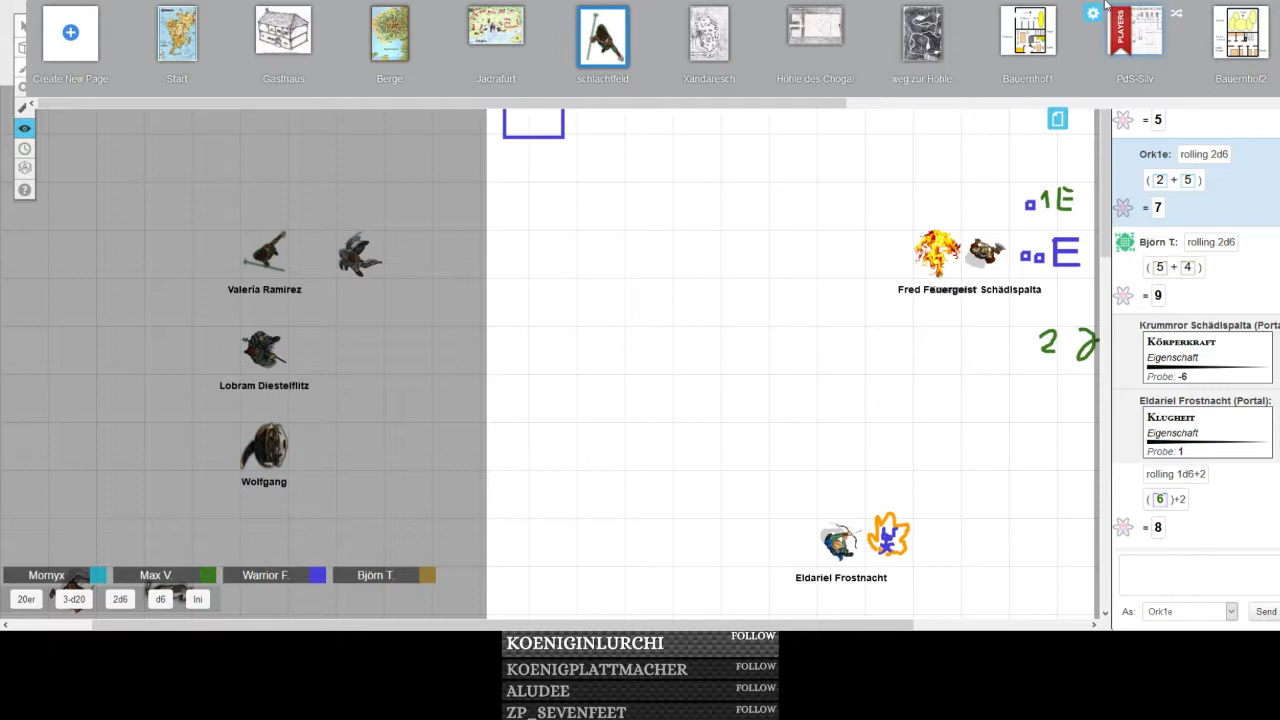 Create New Page
Start
Gasthaus
Berge
Jadrafurt
schlachtfeld
Xandaresch
Höhle des Chogai
weg zur Höhle
Bauernhof1
PLAYERS
PdS-Silv
Bauernhof2
= 5
Ork1e: rolling 2d6
( 2 + 5 )
= 7
Björn T. rolling 2d6
( 5 + 4 )
= 9
Krummror Schädlspalta (Porta
KÖRPERKRAFT
Eigenschaft
Probe: -6
Eldariel Frostnacht (Portal):
KLUGHEIT
Eigenschaft
Probe: 1
rolling 1d6+2
( 6 )+2
= 8
As: Ork1e Send
1E
E
2
Valeria Ramirez
Fred Feuergeist Schädlspalta
Lobram Diestelflitz
Wolfgang
Eldariel Frostnacht
Mornyx Max V. Warrior F. Björn T.
20er 3-d20 2d6 d6 Ini
KOENIGINLURCHI FOLLOW
KOENIGPLATTMACHER FOLLOW
ALUDEE FOLLOW
ZP_SEVENFEET FOLLOW